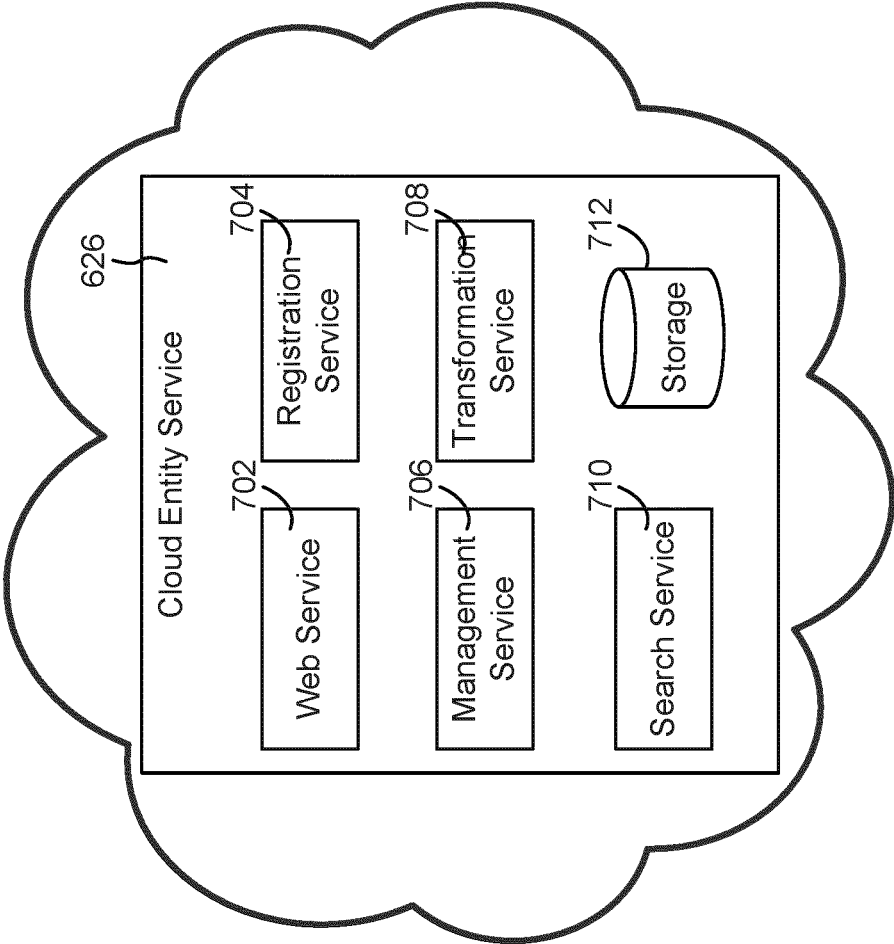 626
Cloud Entity Service
702
Web Service
704
Registration
Service
706
Management
Service
708
Transformation
Service
710
Search Service
712
Storage